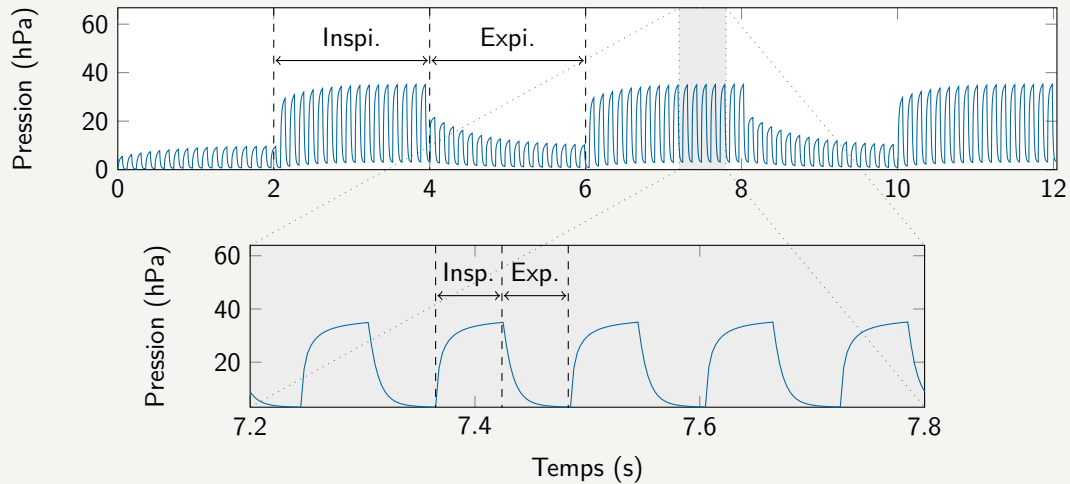 Pression (hPa)
60
40
20
0
Inspi.
Expi.
0 2 4 6 8 10 12
Pression (hPa)
60
40
20
Insp.
Exp.
7.2 7.4 7.6 7.8
Temps (s)